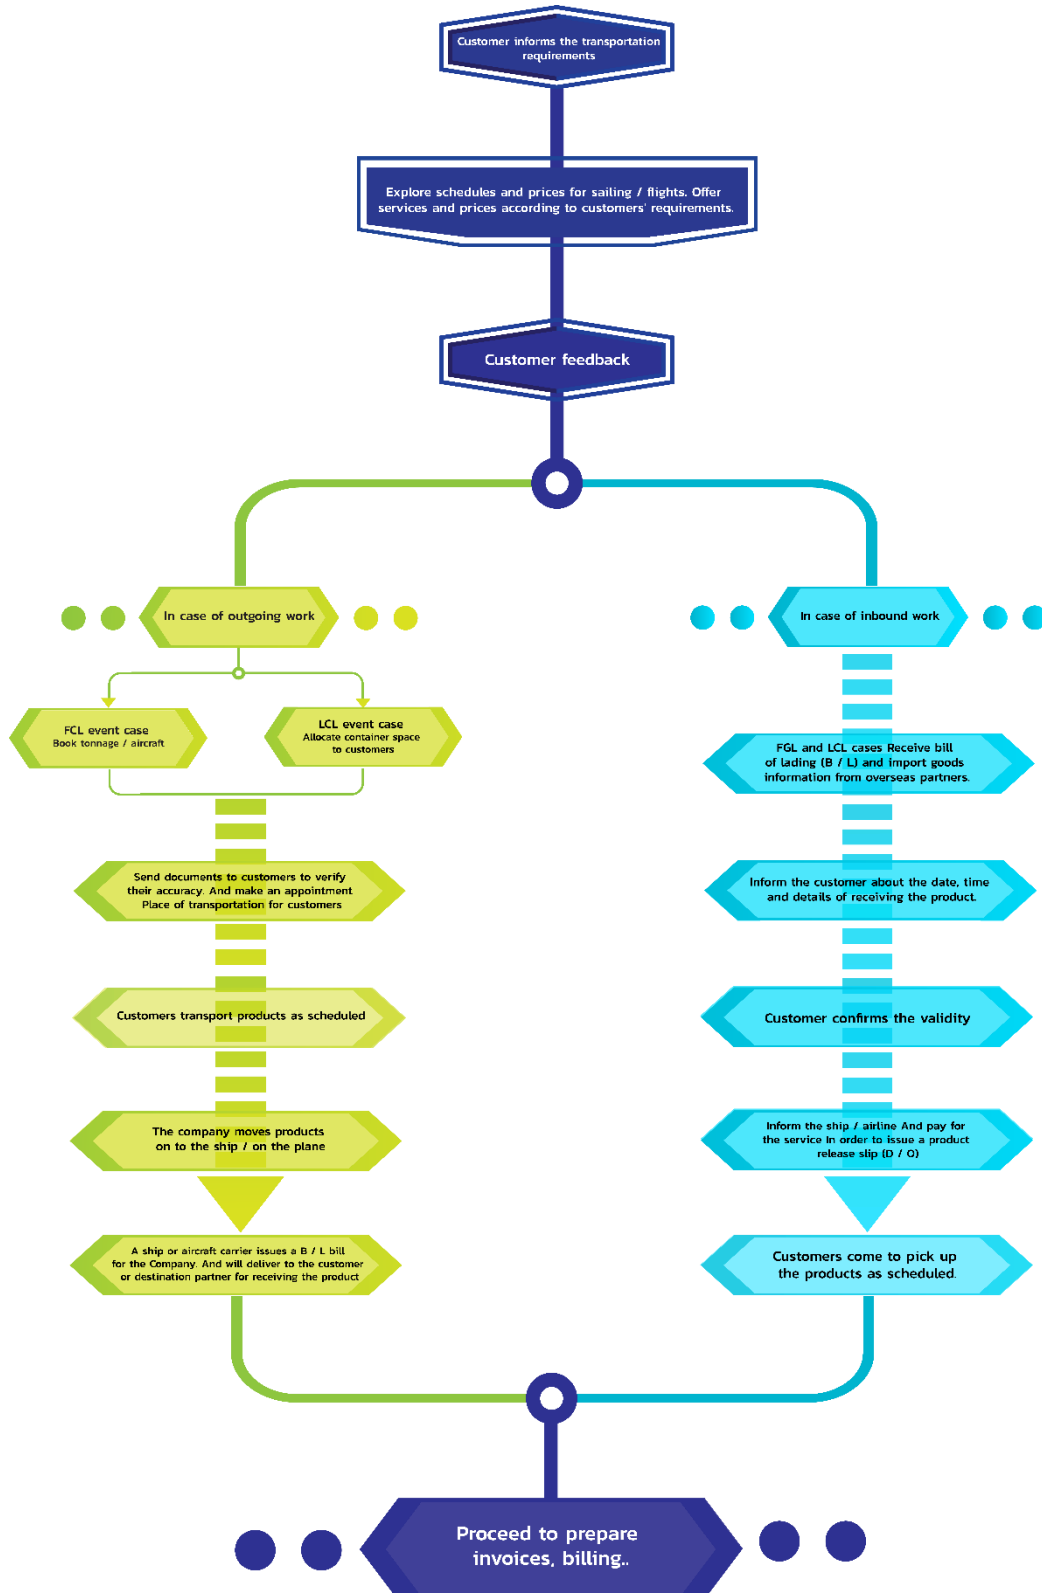 Customer informs the transportation
requirements
Explore schedules and prices for sailing / flights. Offer
services and prices according to customers' requirements.
Customer feedback
In case of outgoing work
FCL event case
Book tonnage / aircraft
LCL event case
Allocate container space
to customers
Send documents to customers to verify
their accuracy. And make an appointment
Place of transportation for customers
Customers transport products as scheduled
The company moves products
on to the ship / on the plane
A ship or aircraft carrier issues a B / L bill
for the Company. And will deliver to the customer
or destination partner for receiving the product
In case of inbound work
FGL and LCL cases Receive bill
of lading (B / L) and import goods
information from overseas partners.
Inform the customer about the date, time
and details of receiving the product.
Customer confirms the validity
Inform the ship / airline And pay for
the service In order to issue a product
release slip (D / O)
Customers come to pick up
the products as scheduled.
Proceed to prepare
invoices, billing..